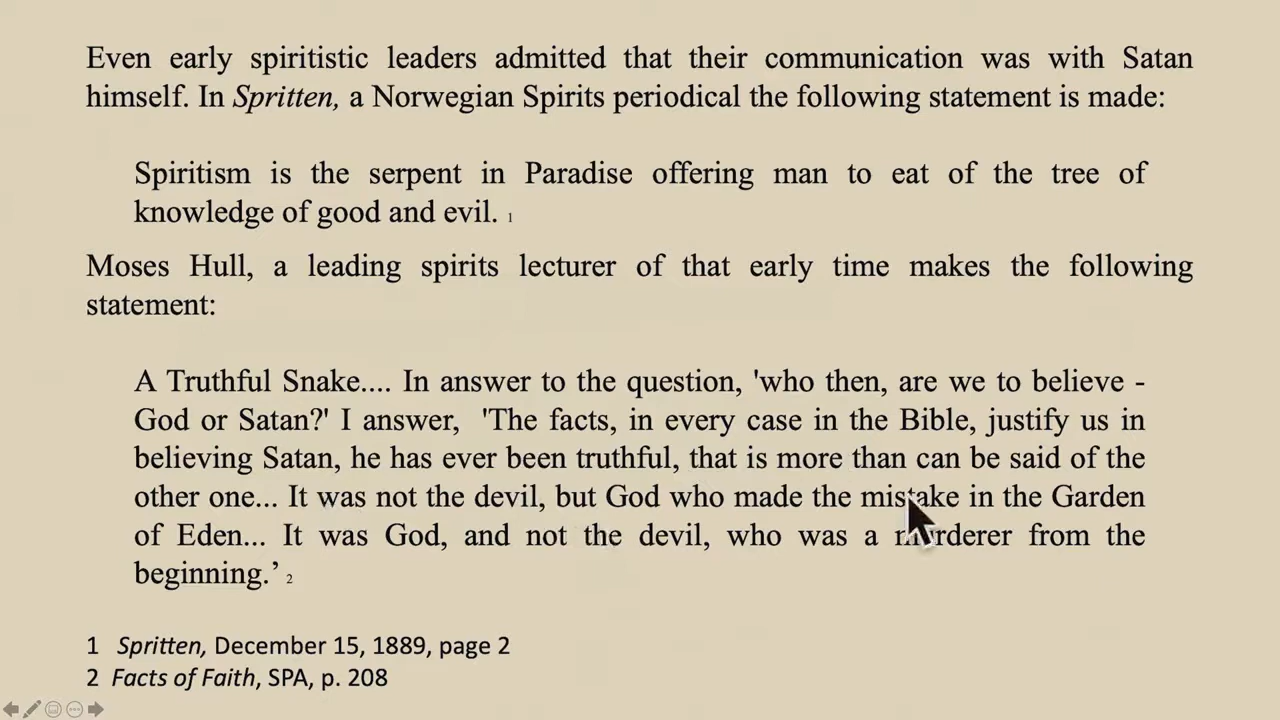 Even early spiritistic leaders admitted that their communication was with Satan
himself. In Spritten, a Norwegian Spirits periodical the following statement is made:
Spiritism is the serpent in Paradise offering man to eat of the tree of
knowledge of good and evil. 1
Moses Hull, a leading spirits lecturer of that early time makes the following
statement:
A Truthful Snake.... In answer to the question, 'who then, are we to believe -
God or Satan?' I answer, 'The facts, in every case in the Bible, justify us in
believing Satan, he has ever been truthful, that is more than can be said of the
other one... It was not the devil, but God who made the mistake in the Garden
of Eden... It was God, and not the devil, who was a murderer from the
beginning.’ 2
1 Spritten, December 15, 1889, page 2
2 Facts of Faith, SPA, p. 208